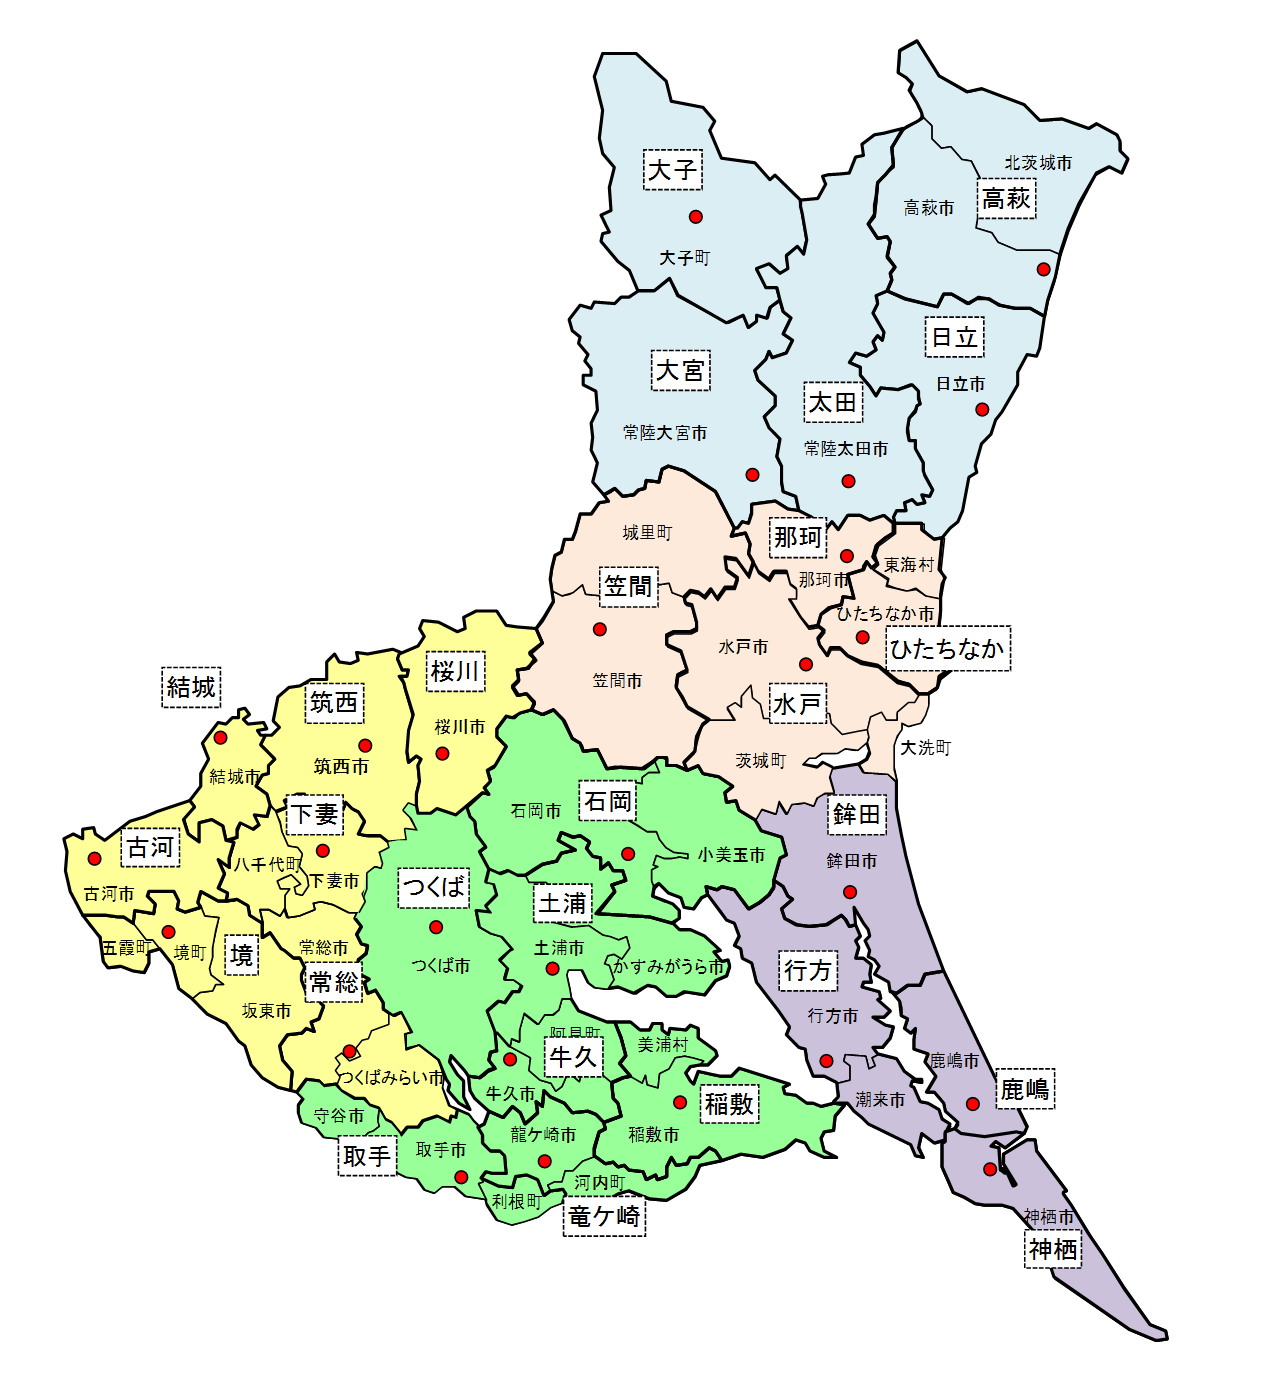 北茨城市
大子
高萩
高萩市
大子町
日立
大宮
日立市
太田
常陸大宮市
常陸太田市
城里町
那珂
東海村
笠間
那珂市
ひたちなか市
水戸市
ひたちなか
桜川
笠間市
結城
筑西
水戸
桜川市
大洗町
茨城町
筑西市
結城市
石岡
石岡市
下妻
鉾田
古河
小美玉市
鉾田市
八千代町
下妻市
つくば
古河市
土浦
五霞町
境町
境
常総市
土浦市
つくば市
かすみがうら市
行方
常総
坂東市
行方市
阿見町
美浦村
牛久
鹿嶋市
つくばみらい市
鹿嶋
牛久市
潮来市
稲敷
守谷市
龍ケ崎市
稲敷市
取手市
取手
河内町
利根町
竜ケ崎
神栖市
神栖